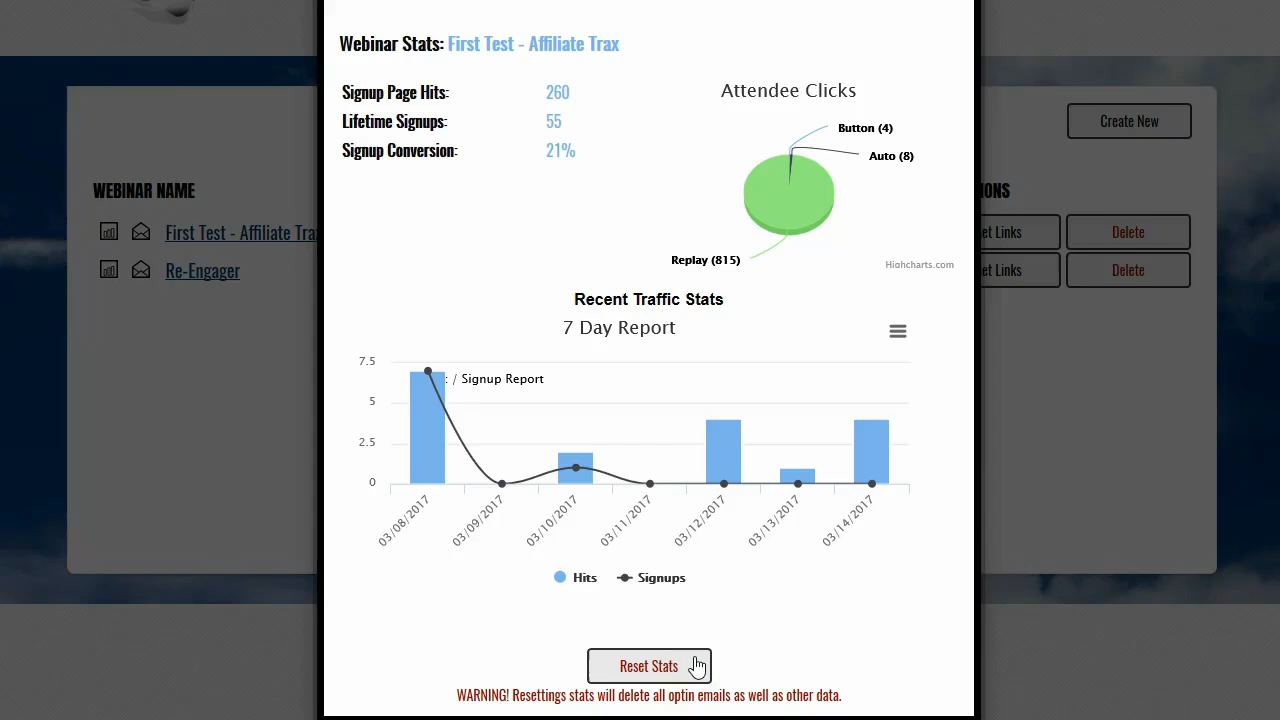 Webinar Stats: First Test - Affiliate Trax
Signup Page Hits: 260
Lifetime Signups: 55
Signup Conversion: 21%
Attendee Clicks
Button (4)
Auto (8)
Replay (815)
Highcharts.com
Create New
WEBINAR NAME
First Test - Affiliate Tra
Links
Delete
Re-Engager
Links
Delete
Recent Traffic Stats
7 Day Report
: / Signup Report
7.5
5
2.5
0
03/08/2017
03/09/2017
03/10/2017
03/11/2017
03/12/2017
03/13/2017
03/14/2017
Hits
Signups
Reset Stats
WARNING! Resettings stats will delete all optin emails as well as other data.